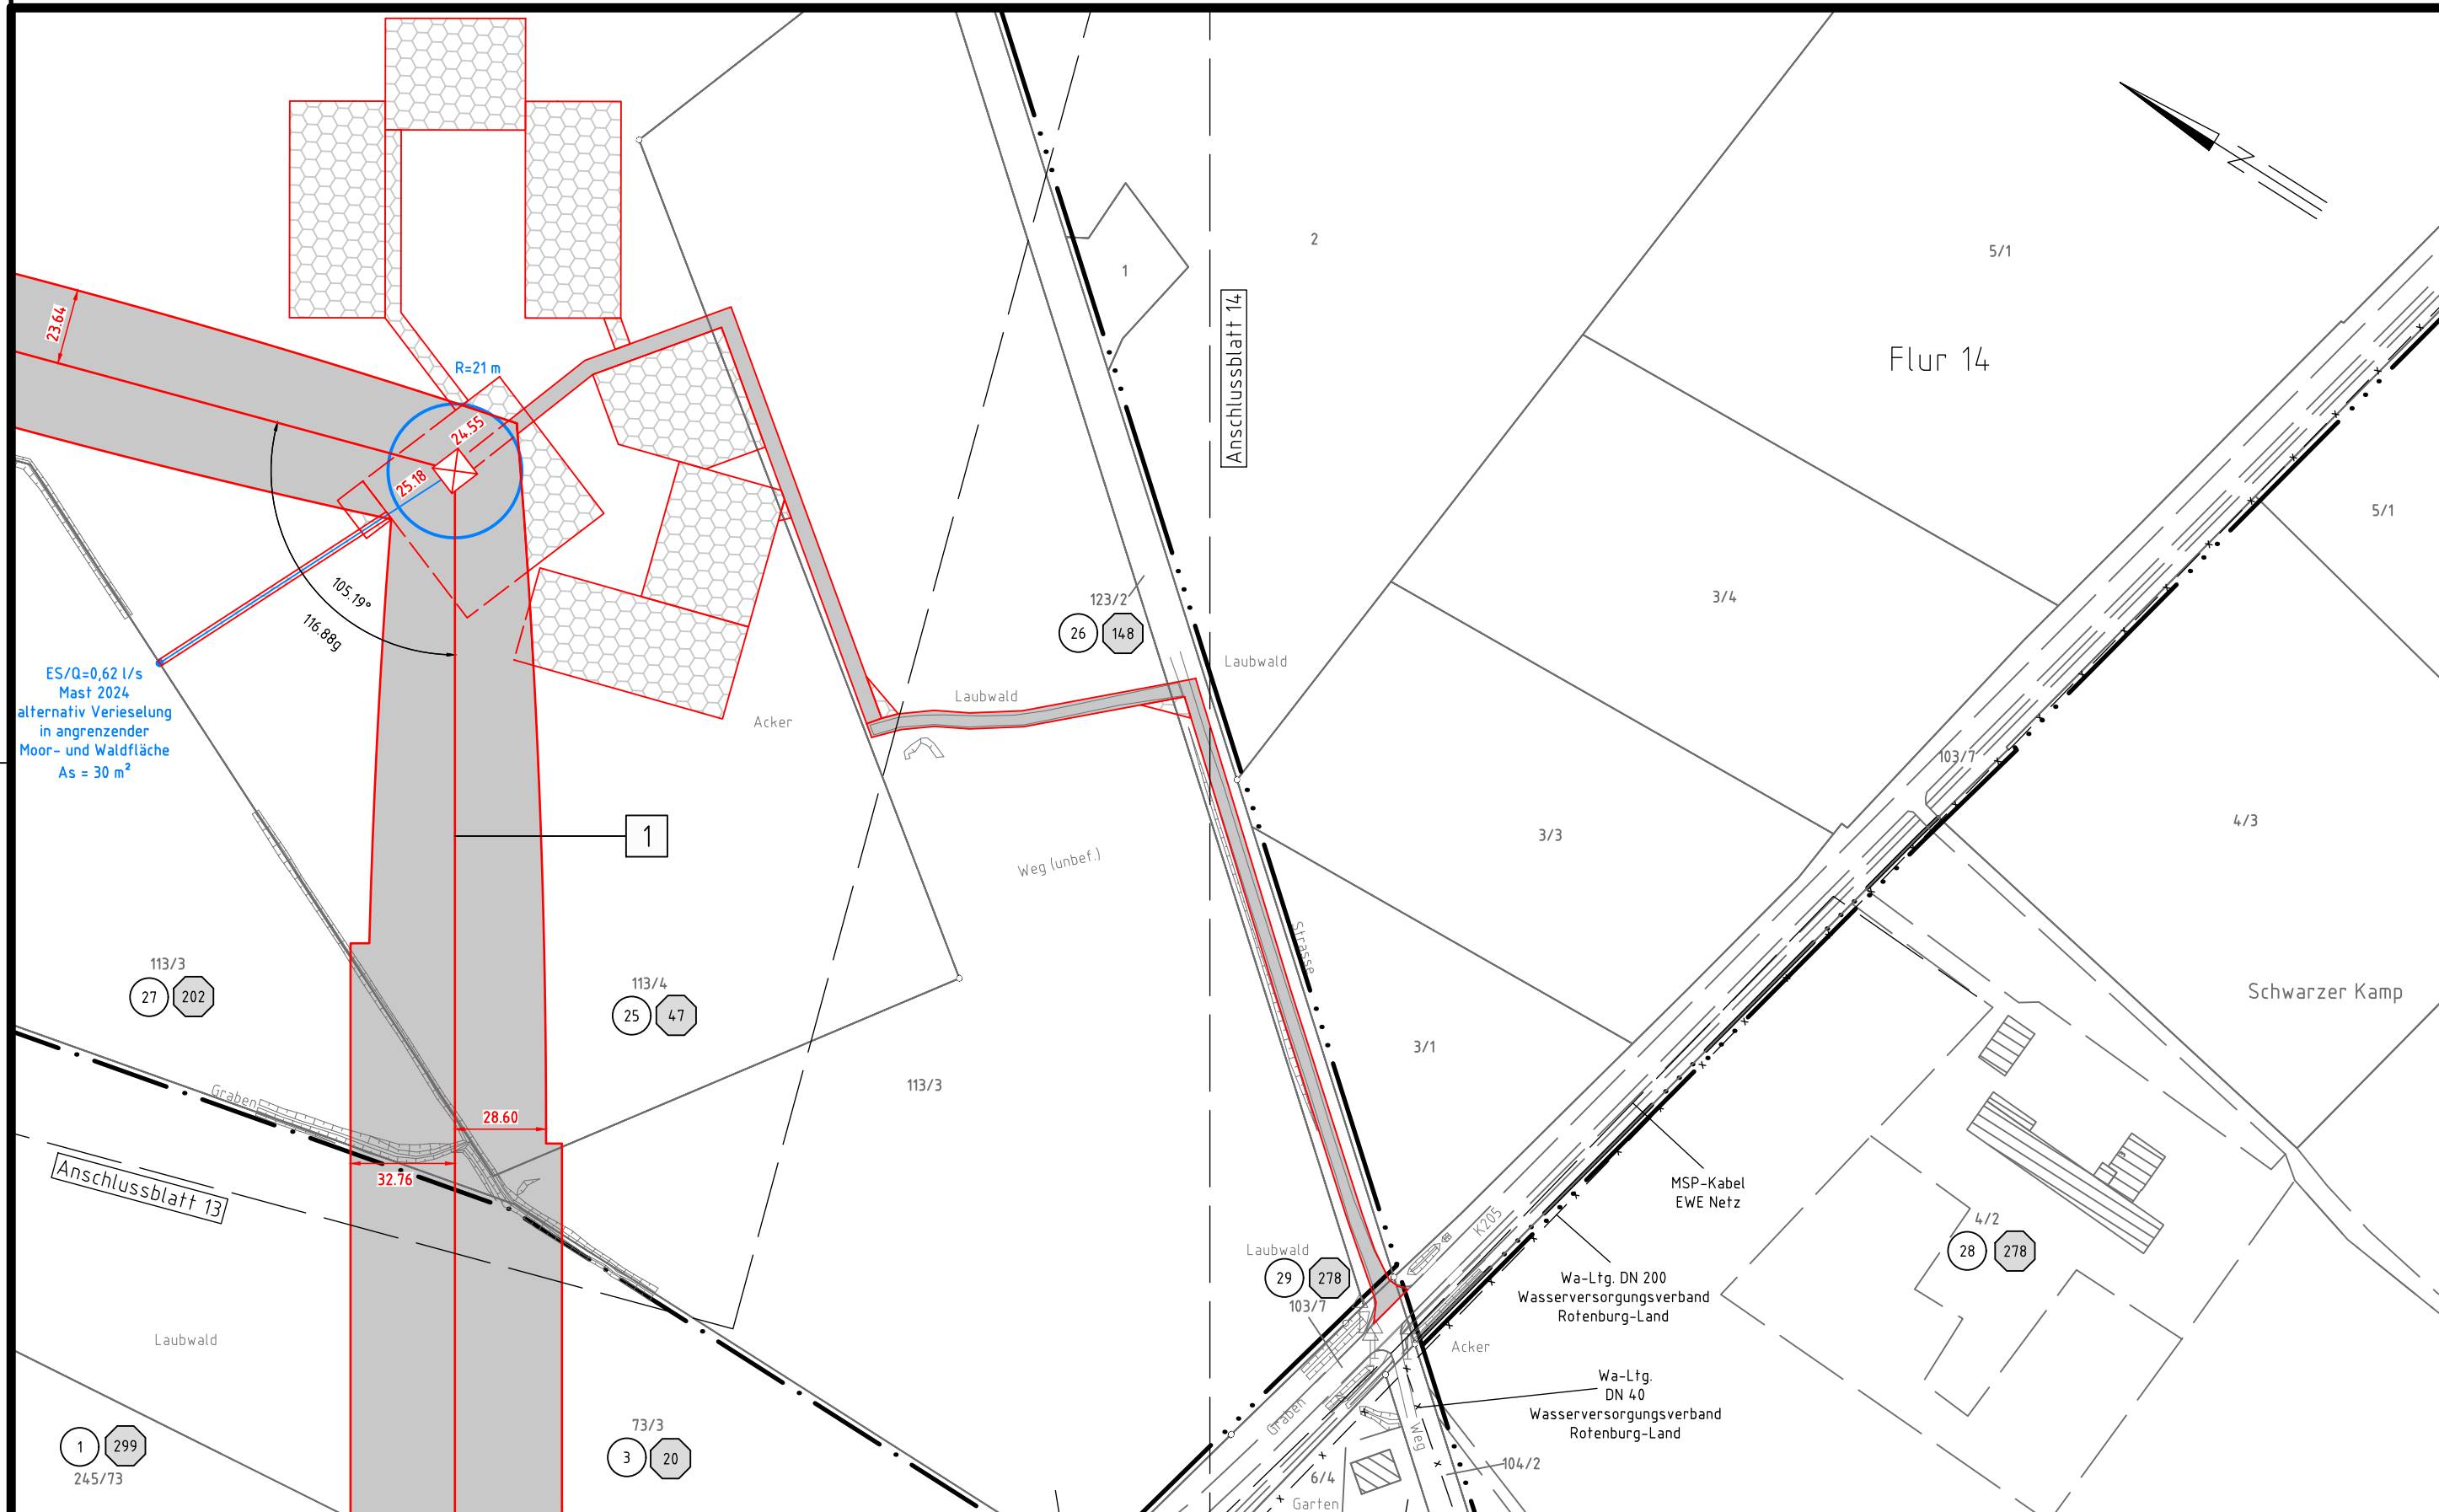 N
2
1
5/1
Flur 14
Anschlussblatt 14
23.64
R=21 m
24.55
25.18
5/1
105.19°
116.88g
123/2
26
148
3/4
Laubwald
Laubwald
Acker
ES/Q=0,62 l/s
Mast 2024
alternativ Verieselung
in angrenzender
Moor- und Waldfläche
As = 30 m²
1
Weg (unbef.)
3/3
103/7
4/3
Strasse
113/3
27
202
113/4
25
47
Schwarzer Kamp
3/1
113/3
Graben
28.60
32.76
Anschlussblatt 13
MSP-Kabel
EWE Netz
K205
4/2
28
278
Laubwald
29
278
103/7
Wa-Ltg. DN 200
Wasserversorgungsverband
Rotenburg-Land
Laubwald
Acker
Wa-Ltg.
DN 40
Wasserversorgungsverband
Rotenburg-Land
Graben
Weg
1
299
245/73
73/3
3
20
104/2
6/4
Garten